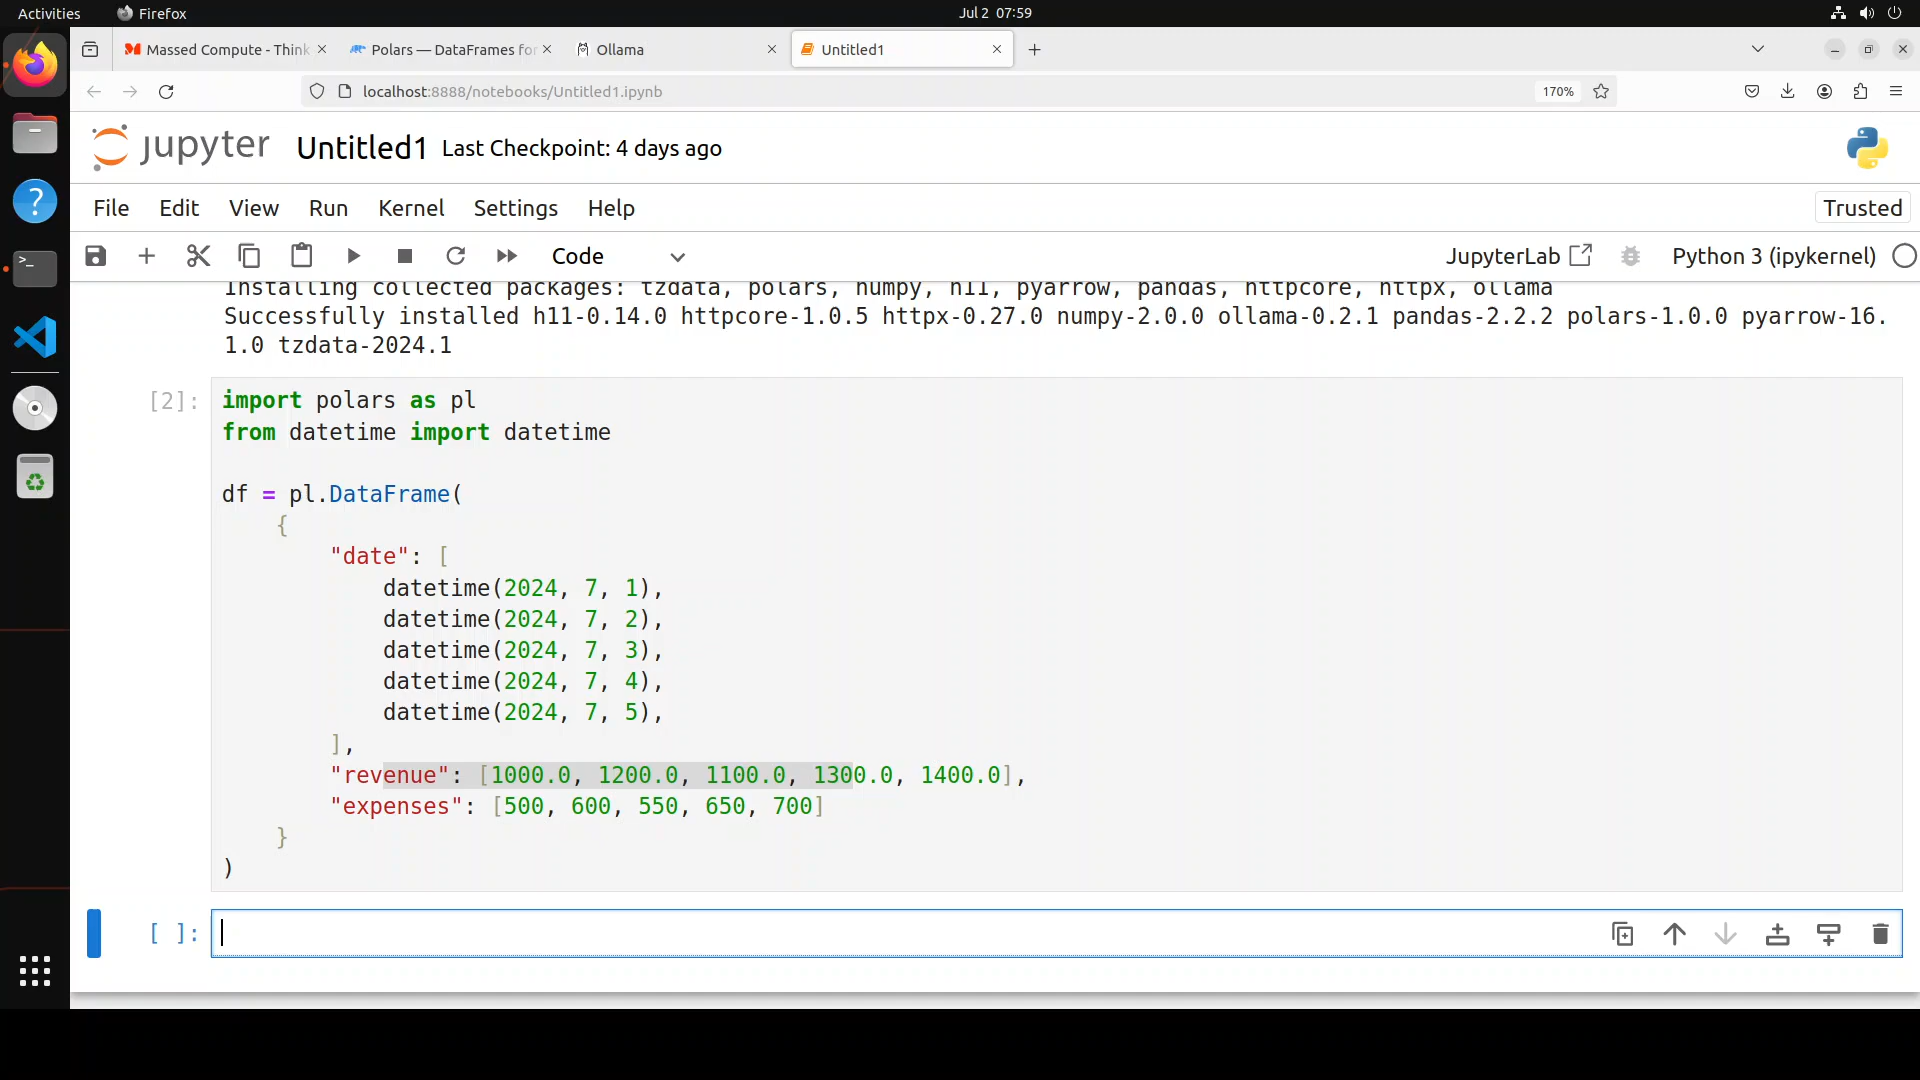 Activities Firefox Jul 2 07:59
Massed Compute - Think Polars — DataFrames for Ollama Untitled1
localhost:8888/notebooks/Untitled1.ipynb 170%
jupyter Untitled1 Last Checkpoint: 4 days ago
File Edit View Run Kernel Settings Help Trusted
Code JupyterLab Python 3 (ipykernel)
Installing collected packages: tzdata, polars, numpy, h11, pyarrow, pandas, httpcore, httpx, ollama
Successfully installed h11-0.14.0 httpcore-1.0.5 httpx-0.27.0 numpy-2.0.0 ollama-0.2.1 pandas-2.2.2 polars-1.0.0 pyarrow-16.
1.0 tzdata-2024.1
[2]: import polars as pl
from datetime import datetime
df = pl.DataFrame(
{
"date": [
datetime(2024, 7, 1),
datetime(2024, 7, 2),
datetime(2024, 7, 3),
datetime(2024, 7, 4),
datetime(2024, 7, 5),
],
"revenue": [1000.0, 1200.0, 1100.0, 1300.0, 1400.0],
"expenses": [500, 600, 550, 650, 700]
}
)
[ ]: